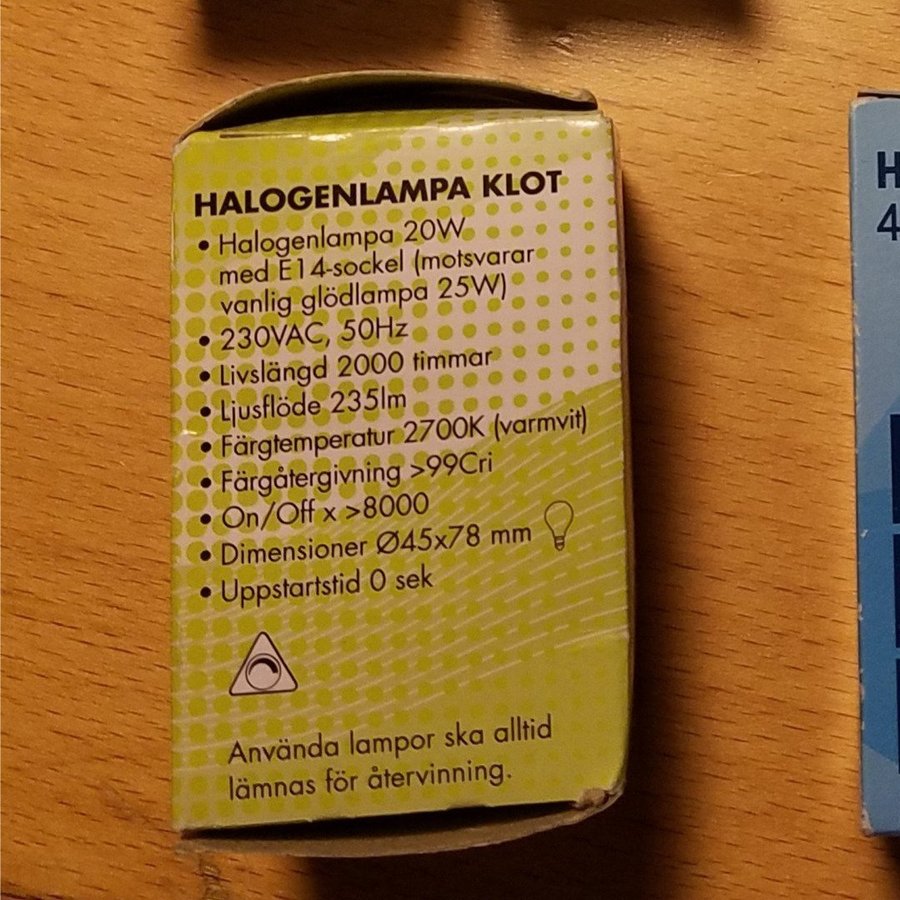 HALOGENLAMPA KLOT
• Halogenlampa 20W
med E14-sockel (motsvarar
vanlig glödlampa 25W)
• 230VAC, 50Hz
• Livslängd 2000 timmar
• Ljusflöde 235lm
• Färgtemperatur 2700K (varmvit)
• Färgåtergivning >99Cri
• On/Off x >8000
• Dimensioner Ø45x78 mm
• Uppstartstid 0 sek
Använda lampor ska alltid
lämnas för återvinning.
H
4